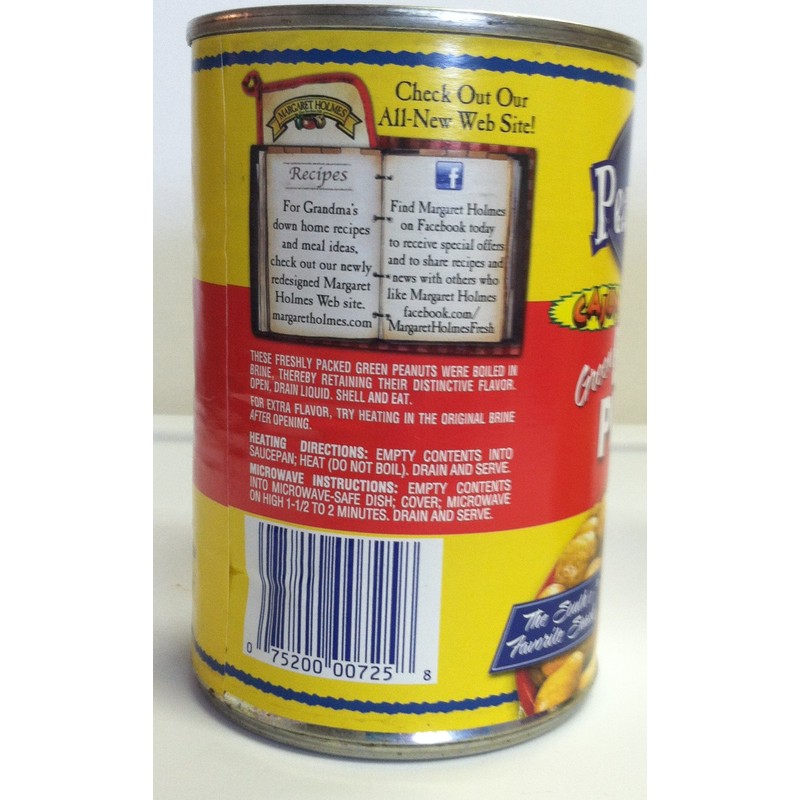 Check Out Our
All-New Web Site!
MARGARET HOLMES
Recipes
For Grandma's
down home recipes
and meal ideas,
check out our newly
redesigned Margaret
Holmes Web site.
margaretholmes.com
f
Find Margaret Holmes
on Facebook today
to receive special offers
and to share recipes and
news with others who
like Margaret Holmes
facebook.com/
MargaretHolmesFresh
THESE FRESHLY PACKED GREEN PEANUTS WERE BOILED IN
BRINE, THEREBY RETAINING THEIR DISTINCTIVE FLAVOR.
OPEN, DRAIN LIQUID. SHELL AND EAT.
FOR EXTRA FLAVOR, TRY HEATING IN THE ORIGINAL BRINE
AFTER OPENING.
HEATING DIRECTIONS: EMPTY CONTENTS INTO
SAUCEPAN; HEAT (DO NOT BOIL). DRAIN AND SERVE.
MICROWAVE INSTRUCTIONS: EMPTY CONTENTS
INTO MICROWAVE-SAFE DISH; COVER; MICROWAVE
ON HIGH 1-1/2 TO 2 MINUTES. DRAIN AND SERVE.
0 75200 00725 8
Pea
CAJU
Green
P
The South's
Favorite